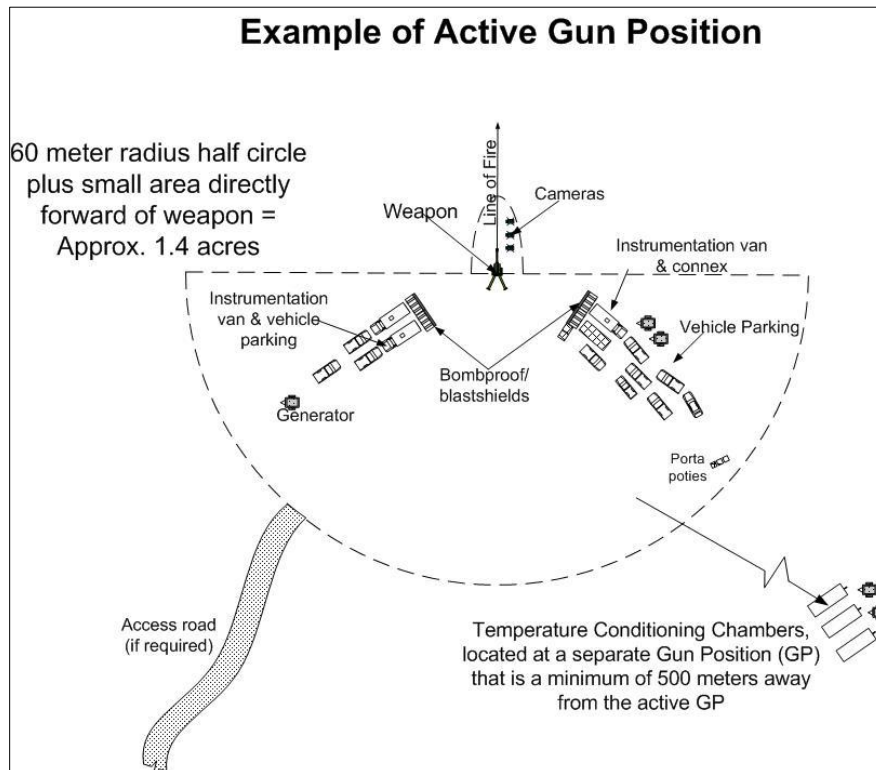 Example of Active Gun Position
60 meter radius half circle
plus small area directly
forward of weapon =
Approx. 1.4 acres
Line of Fire
Weapon
Cameras
Instrumentation van
& connex
Instrumentation
van & vehicle
parking
Vehicle Parking
Bombproof/
blastshields
Generator
Porta
poties
Access road
(if required)
Temperature Conditioning Chambers,
located at a separate Gun Position (GP)
that is a minimum of 500 meters away
from the active GP